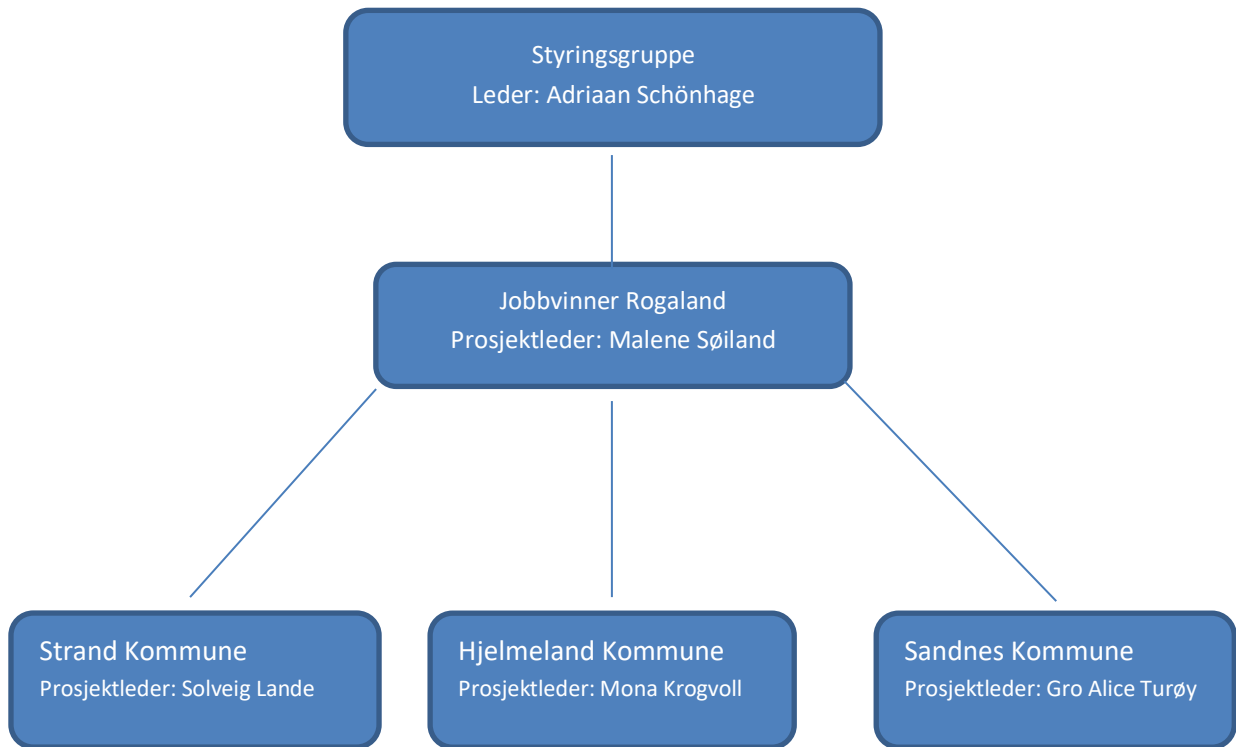 Styringsgruppe
Leder: Adriaan Schönhage
Jobbvinner Rogaland
Prosjektleder: Malene Søiland
Strand Kommune
Prosjektleder: Solveig Lande
Hjelmeland Kommune
Prosjektleder: Mona Krogvoll
Sandnes Kommune
Prosjektleder: Gro Alice Turøy